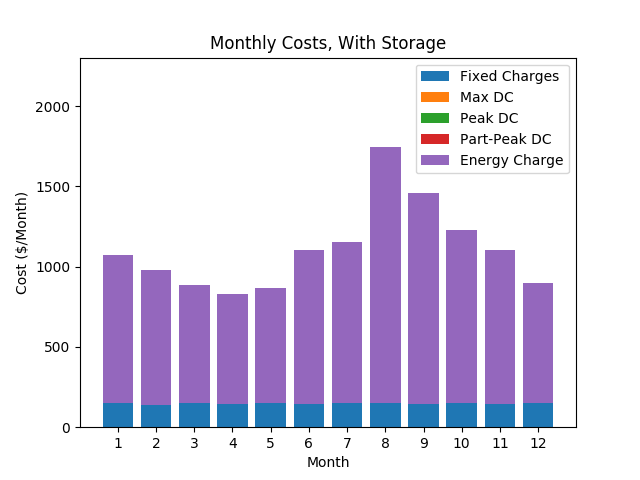 Monthly Costs, With Storage
Fixed Charges
Max DC
Peak DC
Part-Peak DC
Energy Charge
Cost ($/Month)
2000
1500
1000
500
0
1 2 3 4 5 6 7 8 9 10 11 12
Month